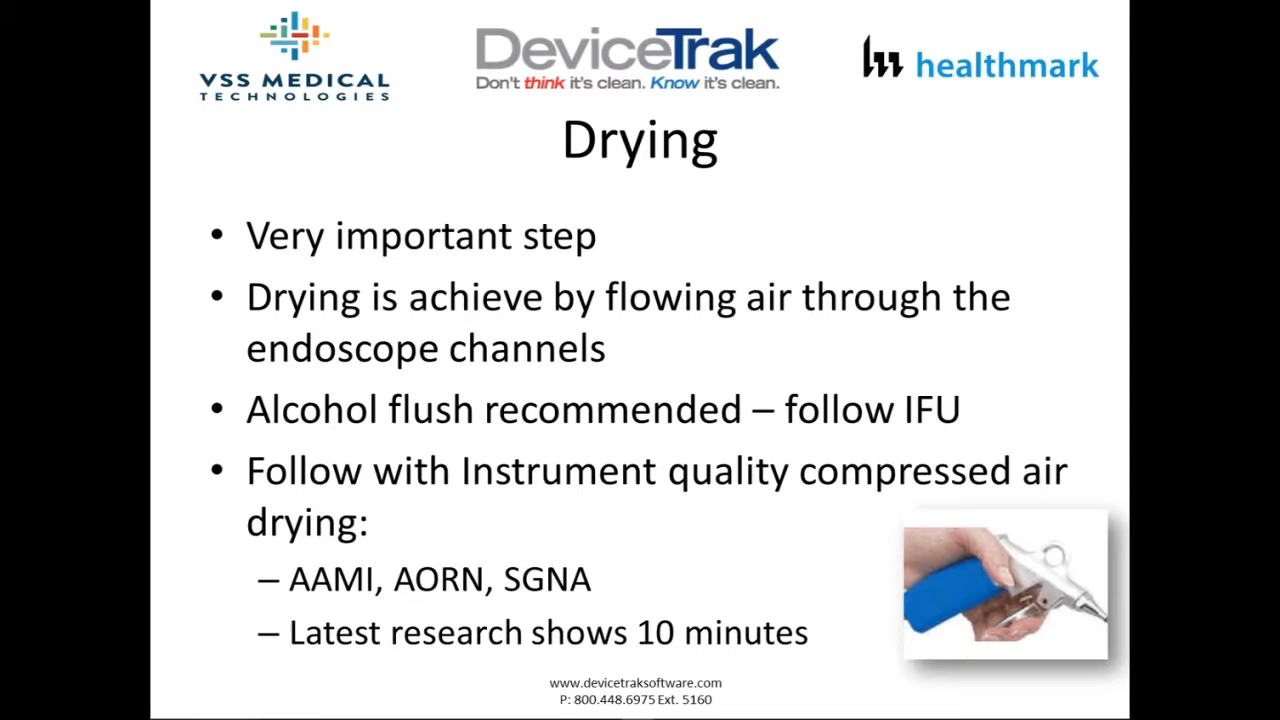 VSS MEDICAL
TECHNOLOGIES
DeviceTrak
Don't think it's clean. Know it's clean.
healthmark
Drying
• Very important step
• Drying is achieve by flowing air through the
endoscope channels
• Alcohol flush recommended – follow IFU
• Follow with Instrument quality compressed air
drying:
– AAMI, AORN, SGNA
– Latest research shows 10 minutes
www.devicetraksoftware.com
P: 800.448.6975 Ext. 5160